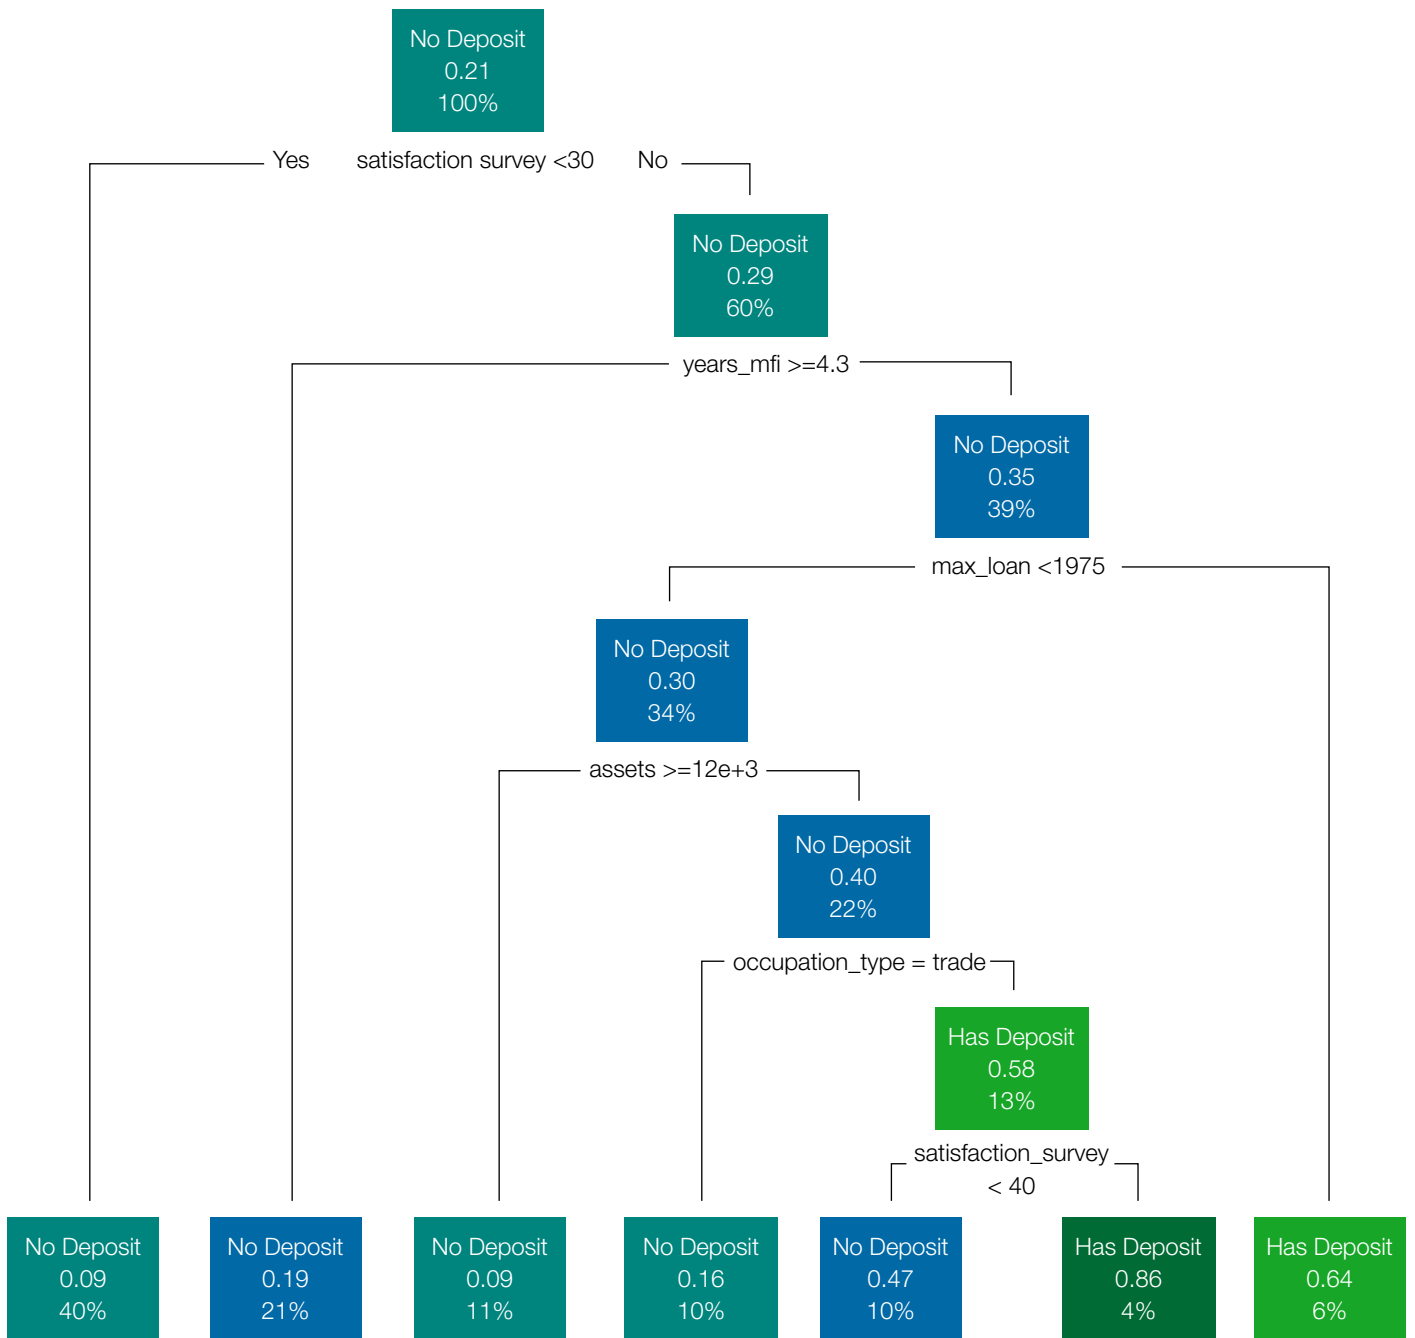 No Deposit
0.21
100%
Yes satisfaction survey <30 No
No Deposit
0.29
60%
years_mfi >=4.3
No Deposit
0.35
39%
max_loan <1975
No Deposit
0.30
34%
assets >=12e+3
No Deposit
0.40
22%
occupation_type = trade
Has Deposit
0.58
13%
satisfaction_survey
< 40
No Deposit
0.09
40%
No Deposit
0.19
21%
No Deposit
0.09
11%
No Deposit
0.16
10%
No Deposit
0.47
10%
Has Deposit
0.86
4%
Has Deposit
0.64
6%